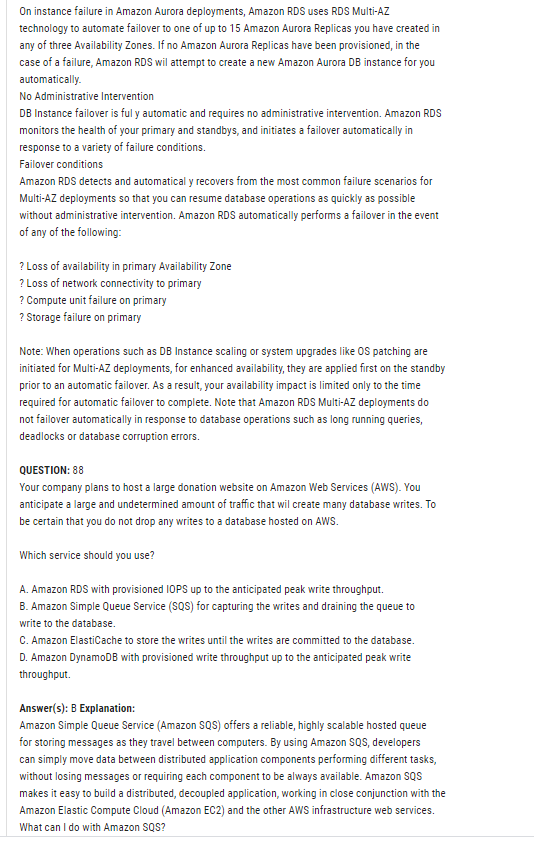 On instance failure in Amazon Aurora deployments, Amazon RDS uses RDS Multi-AZ
technology to automate failover to one of up to 15 Amazon Aurora Replicas you have created in
any of three Availability Zones. If no Amazon Aurora Replicas have been provisioned, in the
case of a failure, Amazon RDS wil attempt to create a new Amazon Aurora DB instance for you
automatically.
No Administrative Intervention
DB Instance failover is ful y automatic and requires no administrative intervention. Amazon RDS
monitors the health of your primary and standbys, and initiates a failover automatically in
response to a variety of failure conditions.
Failover conditions
Amazon RDS detects and automatical y recovers from the most common failure scenarios for
Multi-AZ deployments so that you can resume database operations as quickly as possible
without administrative intervention. Amazon RDS automatically performs a failover in the event
of any of the following:
? Loss of availability in primary Availability Zone
? Loss of network connectivity to primary
? Compute unit failure on primary
? Storage failure on primary
Note: When operations such as DB Instance scaling or system upgrades like OS patching are
initiated for Multi-AZ deployments, for enhanced availability, they are applied first on the standby
prior to an automatic failover. As a result, your availability impact is limited only to the time
required for automatic failover to complete. Note that Amazon RDS Multi-AZ deployments do
not failover automatically in response to database operations such as long running queries,
deadlocks or database corruption errors.
QUESTION: 88
Your company plans to host a large donation website on Amazon Web Services (AWS). You
anticipate a large and undetermined amount of traffic that wil create many database writes. To
be certain that you do not drop any writes to a database hosted on AWS.
Which service should you use?
A. Amazon RDS with provisioned IOPS up to the anticipated peak write throughput.
B. Amazon Simple Queue Service (SQS) for capturing the writes and draining the queue to
write to the database.
C. Amazon ElastiCache to store the writes until the writes are committed to the database.
D. Amazon DynamoDB with provisioned write throughput up to the anticipated peak write
throughput.
Answer(s): B Explanation:
Amazon Simple Queue Service (Amazon SQS) offers a reliable, highly scalable hosted queue
for storing messages as they travel between computers. By using Amazon SQS, developers
can simply move data between distributed application components performing different tasks,
without losing messages or requiring each component to be always available. Amazon SQS
makes it easy to build a distributed, decoupled application, working in close conjunction with the
Amazon Elastic Compute Cloud (Amazon EC2) and the other AWS infrastructure web services.
What can I do with Amazon SQS?